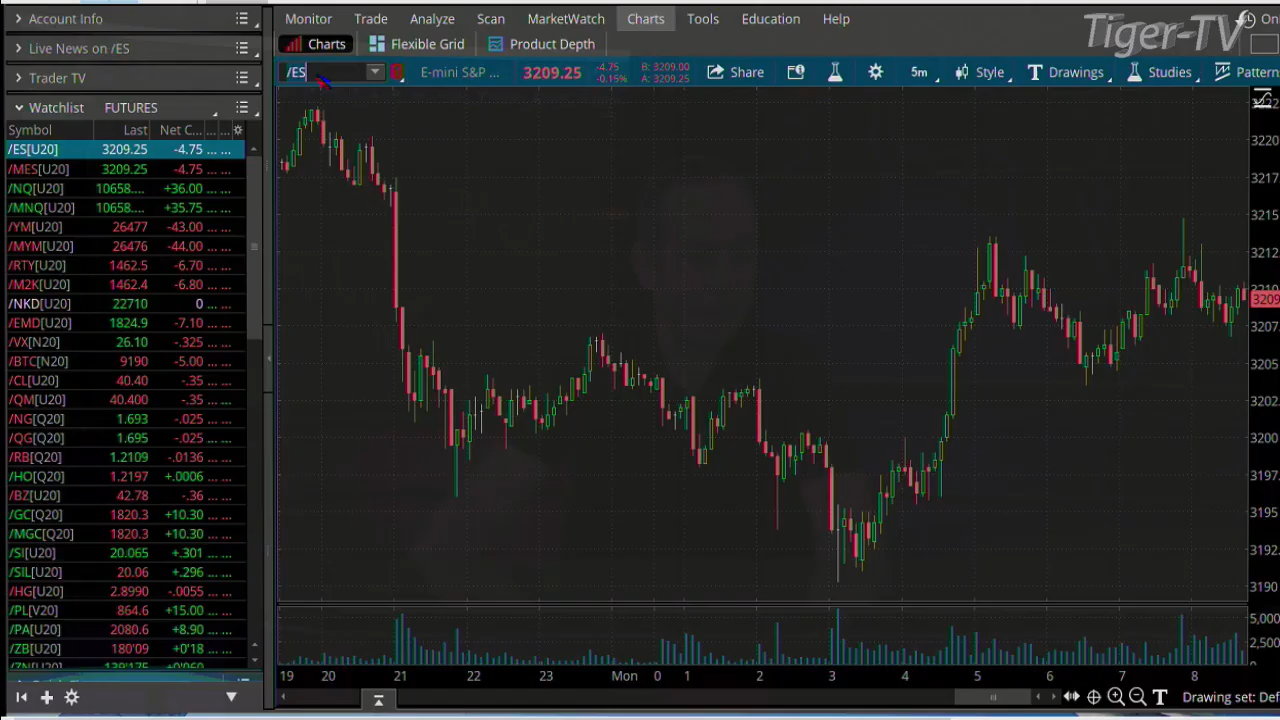 Account Info
Live News on /ES
Trader TV
Watchlist FUTURES
Symbol Last Net C... ... ...
/ES[U20] 3209.25 -4.75 ... ...
/MES[U20] 3209.25 -4.75 ... ...
/NQ[U20] 10658.... +36.00 ... ...
/MNQ[U20] 10658.... +35.75 ... ...
/YM[U20] 26477 -43.00 ... ...
/MYM[U20] 26476 -44.00 ... ...
/RTY[U20] 1462.5 -6.70 ... ...
/M2K[U20] 1462.4 -6.80 ... ...
/NKD[U20] 22710 0 ... ...
/EMD[U20] 1824.9 -7.10 ... ...
/VX[N20] 26.10 -.325 ... ...
/BTC[N20] 9190 -5.00 ... ...
/CL[U20] 40.40 -.35 ... ...
/QM[U20] 40.400 -.35 ... ...
/NG[Q20] 1.693 -.025 ... ...
/QG[Q20] 1.695 -.025 ... ...
/RB[Q20] 1.2109 -.0136 ... ...
/HO[Q20] 1.2197 +.0006 ... ...
/BZ[U20] 42.78 -.36 ... ...
/GC[Q20] 1820.3 +10.30 ... ...
/MGC[Q20] 1820.3 +10.30 ... ...
/SI[U20] 20.065 +.301 ... ...
/SIL[U20] 20.06 +.296 ... ...
/HG[U20] 2.8990 -.0055 ... ...
/PL[V20] 864.6 +15.00 ... ...
/PA[U20] 2080.6 +8.90 ... ...
/ZB[U20] 180'09 +0'18 ... ...
/ZN[U20] 139'175 +0'060
Monitor Trade Analyze Scan MarketWatch Charts Tools Education Help
Tiger-TV
On
Charts Flexible Grid Product Depth
/ES E-mini S&P ... 3209.25 -4.75 B: 3209.00 Share 5m Style Drawings Studies Pattern
-0.15% A: 3209.25
3222
3220
3217
3215
3212
3210
3209
3207
3205
3202
3200
3197.
3195
3192.
3190
5,000
2,500
19 20 21 22 23 Mon 0 1 2 3 4 5 6 7 8
T Drawing set: Def